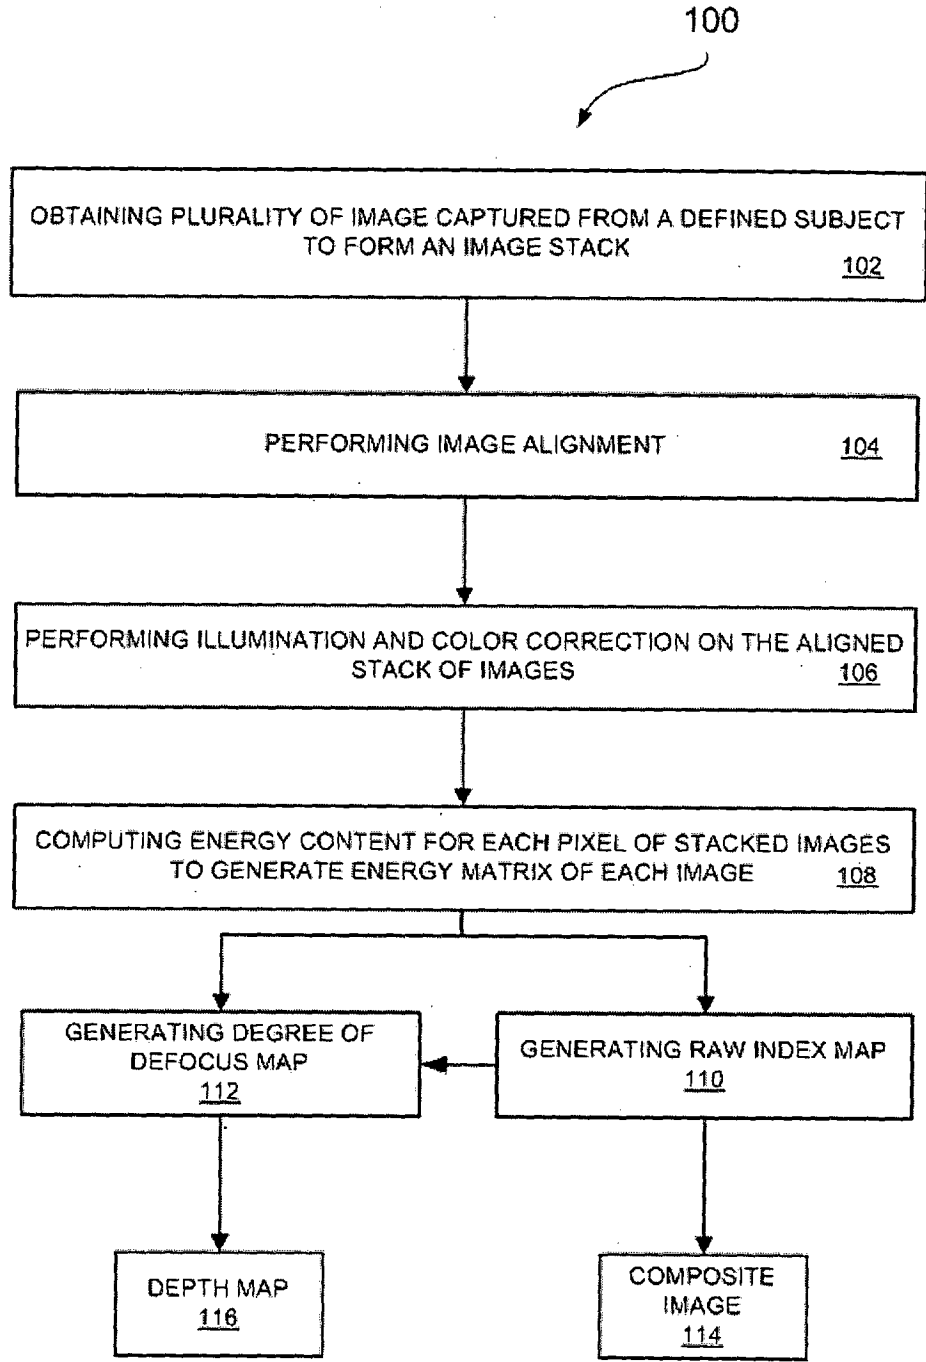 100
OBTAINING PLURALITY OF IMAGE CAPTURED FROM A DEFINED SUBJECT
TO FORM AN IMAGE STACK
102
PERFORMING IMAGE ALIGNMENT
104
PERFORMING ILLUMINATION AND COLOR CORRECTION ON THE ALIGNED
STACK OF IMAGES
106
COMPUTING ENERGY CONTENT FOR EACH PIXEL OF STACKED IMAGES
TO GENERATE ENERGY MATRIX OF EACH IMAGE
108
GENERATING DEGREE OF
DEFOCUS MAP
112
GENERATING RAW INDEX MAP
110
DEPTH MAP
116
COMPOSITE
IMAGE
114